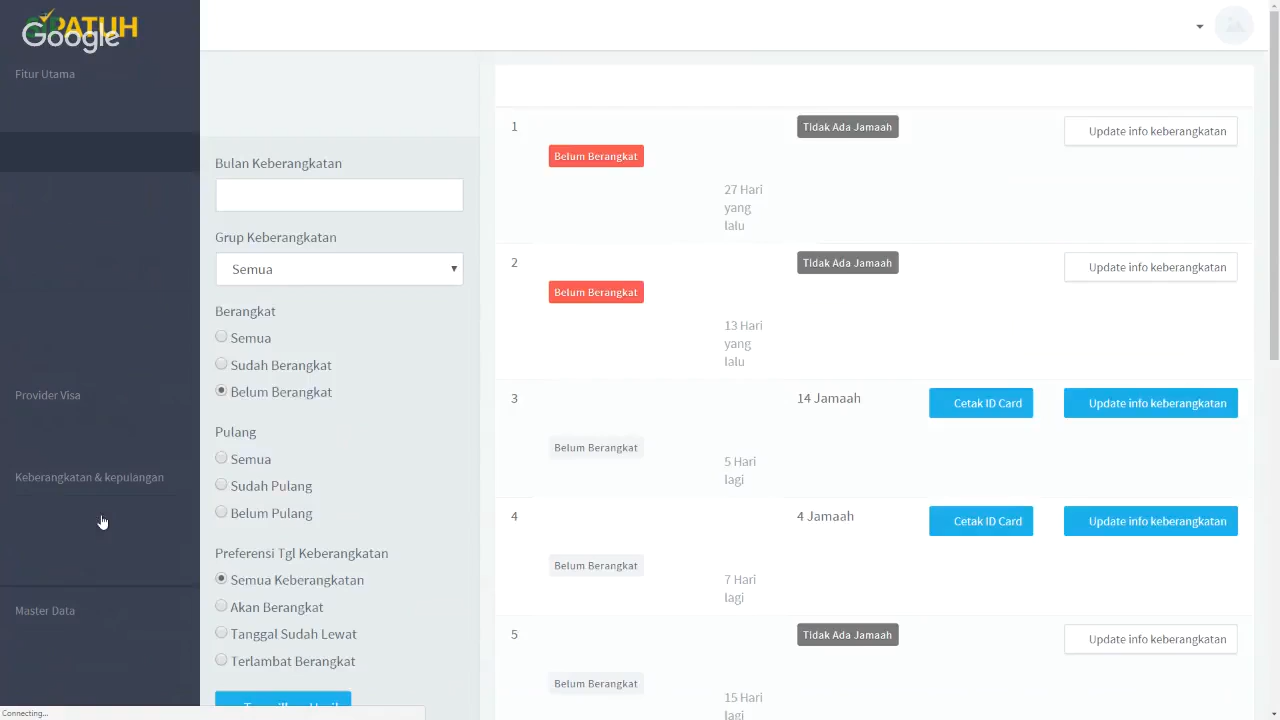 PATUH
Google
Fitur Utama
Provider Visa
Keberangkatan & kepulangan
Master Data
Connecting...
Bulan Keberangkatan
Grup Keberangkatan
Semua
Berangkat
Semua
Sudah Berangkat
Belum Berangkat
Pulang
Semua
Sudah Pulang
Belum Pulang
Preferensi Tgl Keberangkatan
Semua Keberangkatan
Akan Berangkat
Tanggal Sudah Lewat
Terlambat Berangkat
1
Tidak Ada Jamaah
Update info keberangkatan
Belum Berangkat
27 Hari
yang
lalu
2
Tidak Ada Jamaah
Update info keberangkatan
Belum Berangkat
13 Hari
yang
lalu
3
14 Jamaah
Cetak ID Card
Update info keberangkatan
Belum Berangkat
5 Hari
lagi
4
4 Jamaah
Cetak ID Card
Update info keberangkatan
Belum Berangkat
7 Hari
lagi
5
Tidak Ada Jamaah
Update info keberangkatan
Belum Berangkat
15 Hari
lagi